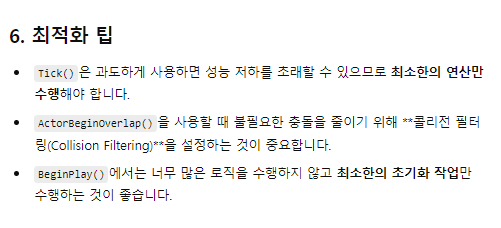 6. 최적화 팁
• Tick()은 과도하게 사용하면 성능 저하를 초래할 수 있으므로 최소한의 연산만
수행해야 합니다.
• ActorBeginOverlap()을 사용할 때 불필요한 충돌을 줄이기 위해 **콜리전 필터
링(Collision Filtering)**을 설정하는 것이 중요합니다.
• BeginPlay()에서는 너무 많은 로직을 수행하지 않고 최소한의 초기화 작업만
수행하는 것이 좋습니다.